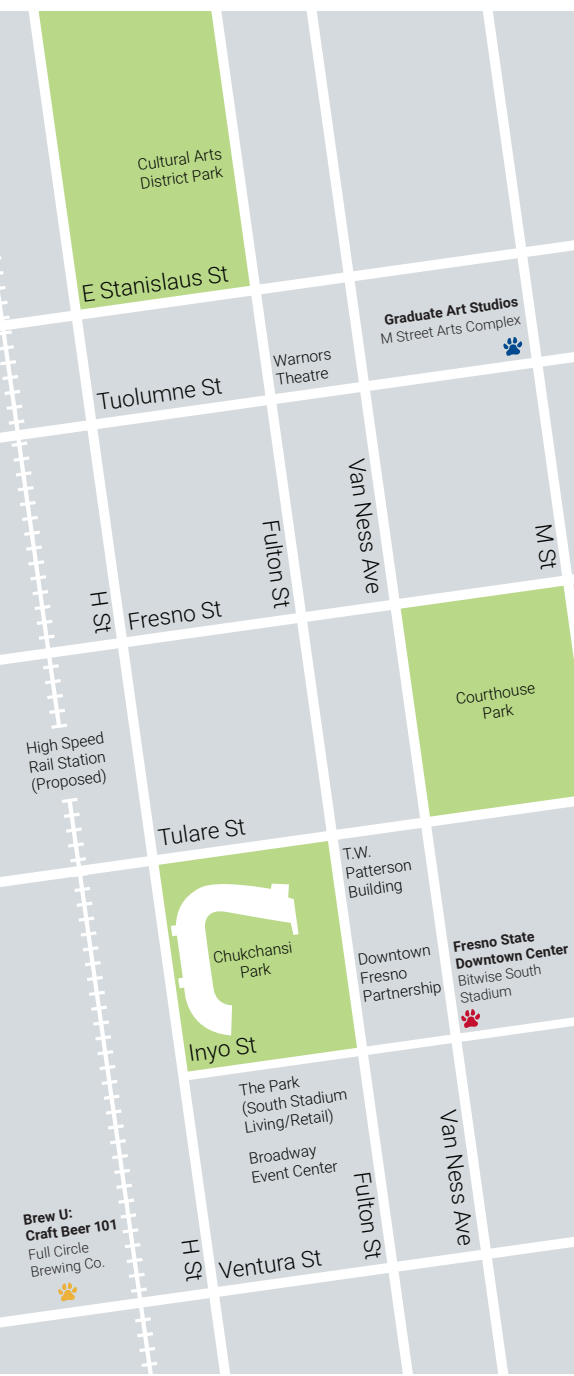 Cultural Arts
District Park
E Stanislaus St
Graduate Art Studios
M Street Arts Complex
Warnors
Theatre
Tuolumne St
Van Ness Ave
Fulton St
M St
H St
Fresno St
Courthouse
Park
High Speed
Rail Station
(Proposed)
Tulare St
T.W.
Patterson
Building
Chukchansi
Park
Downtown
Fresno
Partnership
Fresno State
Downtown Center
Bitwise South
Stadium
Inyo St
The Park
(South Stadium
Living/Retail)
Broadway
Event Center
Van Ness Ave
Fulton St
Brew U:
Craft Beer 101
Full Circle
Brewing Co.
H St
Ventura St